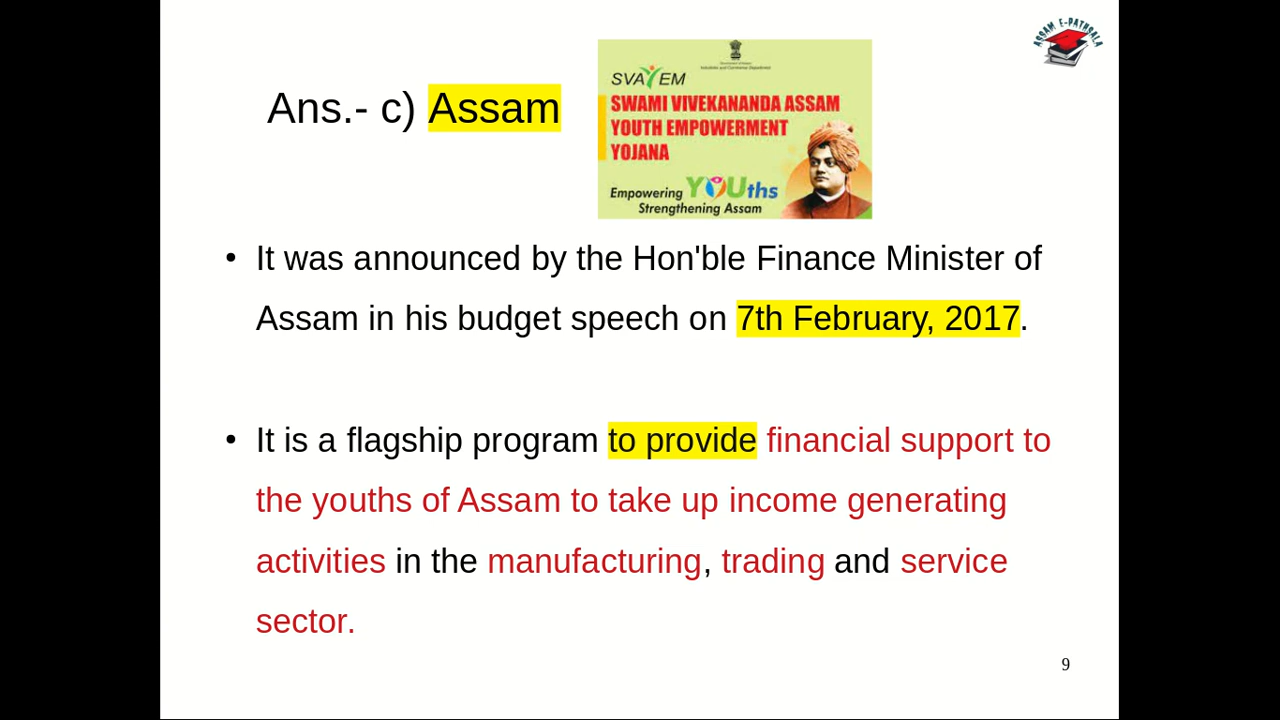 ASSAM E-PATHSALA
Ans.- c) Assam
SVAYEM
SWAMI VIVEKANANDA ASSAM
YOUTH EMPOWERMENT
YOJANA
Empowering YOUths
Strengthening Assam
• It was announced by the Hon'ble Finance Minister of
Assam in his budget speech on 7th February, 2017.
• It is a flagship program to provide financial support to
the youths of Assam to take up income generating
activities in the manufacturing, trading and service
sector.
9